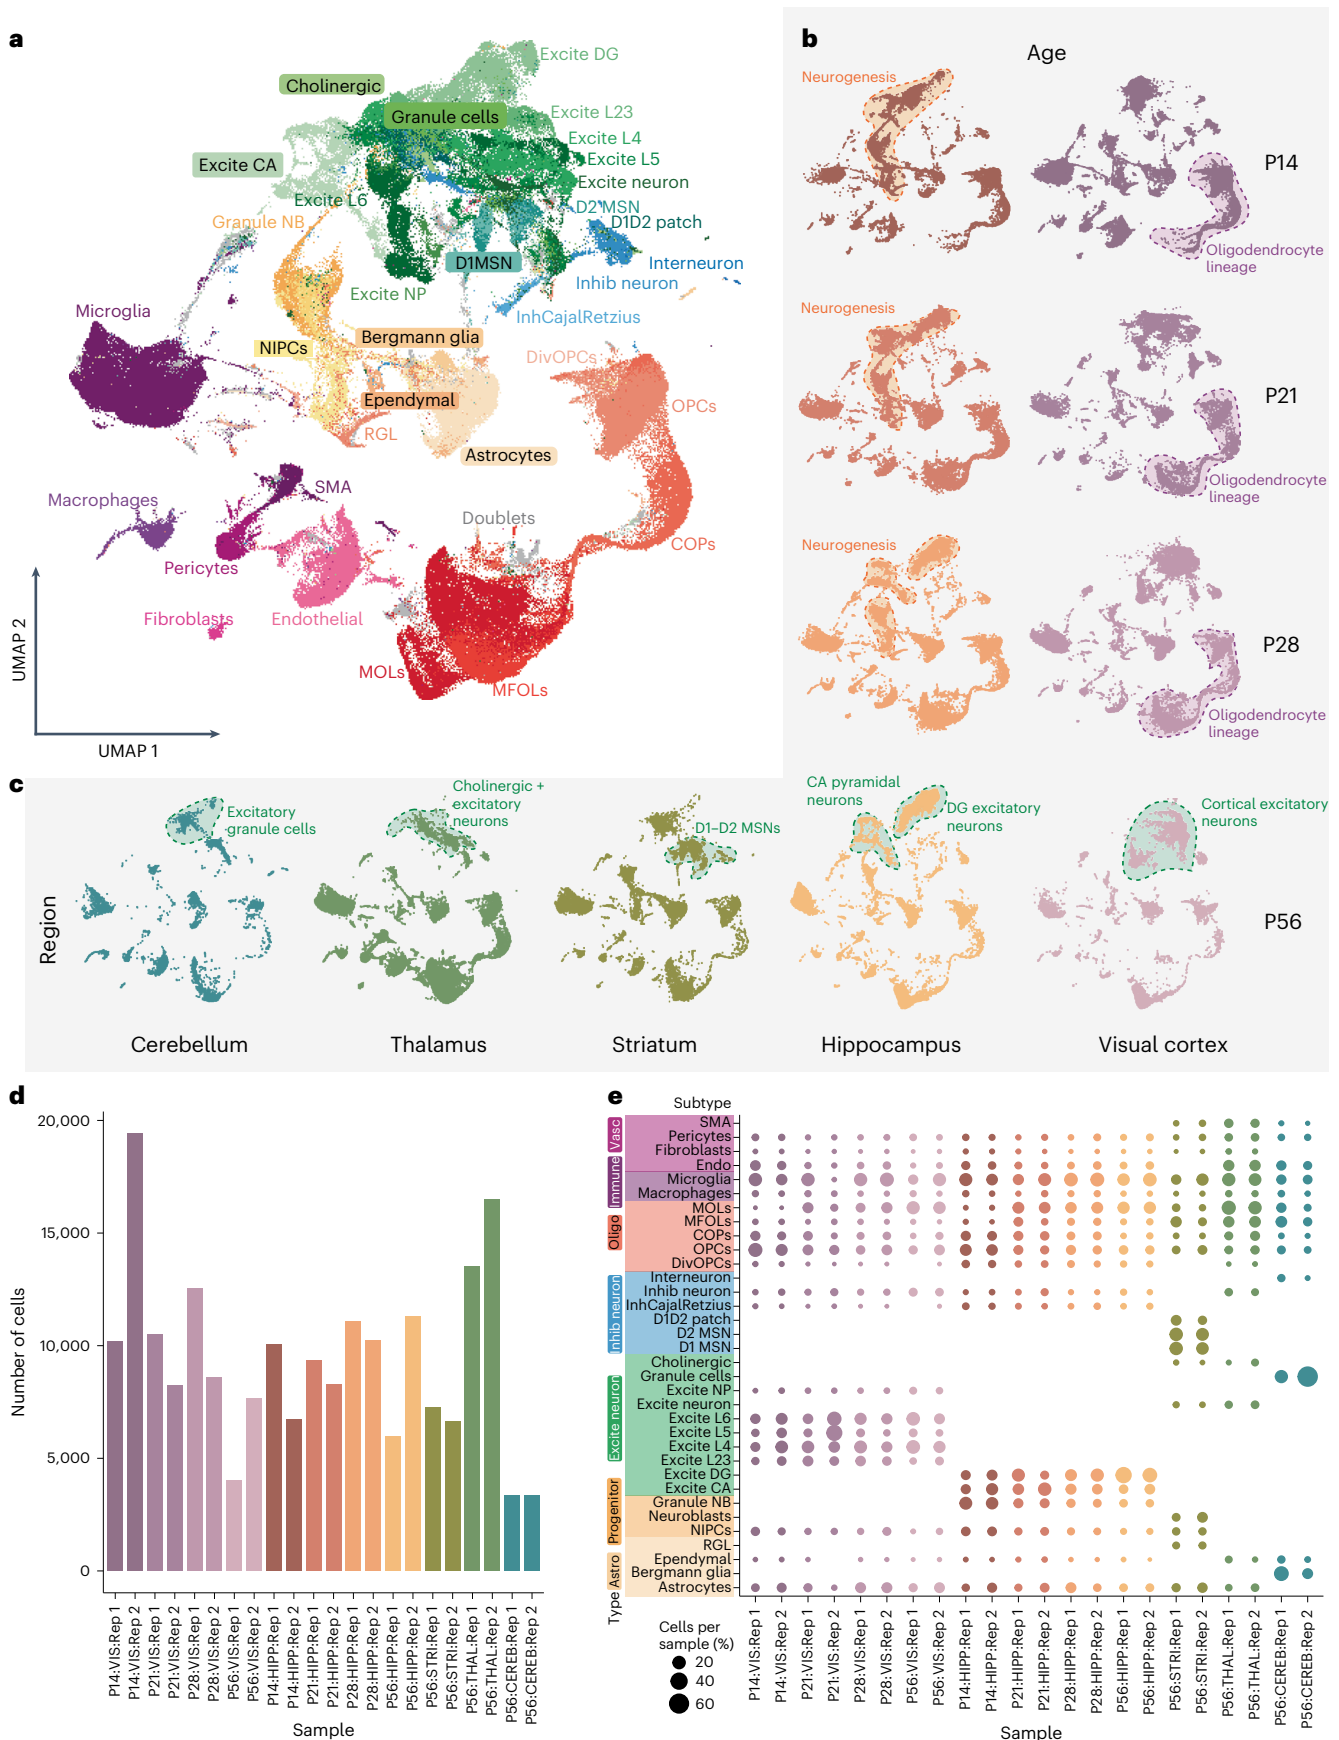 a
Excite DG
Cholinergic
Granule cells
Excite L23
Excite L4
Excite L5
Excite CA
Excite neuron
Excite L6
D2 MSN
Granule NB
D1D2 patch
D1MSN
Interneuron
Inhib neuron
Excite NP
InhCajalRetzius
Microglia
Bergmann glia
NIPCs
DivOPCs
Ependymal
OPCs
RGL
Astrocytes
SMA
Macrophages
Doublets
COPs
Pericytes
Fibroblasts
Endothelial
MOLs
MFOLs
UMAP 2
UMAP 1
b
Age
Neurogenesis
P14
Oligodendrocyte
lineage
Neurogenesis
P21
Oligodendrocyte
lineage
Neurogenesis
P28
Oligodendrocyte
lineage
c
Region
Excitatory
granule cells
Cholinergic +
excitatory
neurons
D1–D2 MSNs
CA pyramidal
neurons
DG excitatory
neurons
Cortical excitatory
neurons
P56
Cerebellum
Thalamus
Striatum
Hippocampus
Visual cortex
d
Number of cells
20,000
15,000
10,000
5,000
0
P14:VIS:Rep 1
P14:VIS:Rep 2
P21:VIS:Rep 1
P21:VIS:Rep 2
P28:VIS:Rep 1
P28:VIS:Rep 2
P56:VIS:Rep 1
P56:VIS:Rep 2
P14:HIPP:Rep 1
P14:HIPP:Rep 2
P21:HIPP:Rep 1
P21:HIPP:Rep 2
P28:HIPP:Rep 1
P28:HIPP:Rep 2
P56:HIPP:Rep 1
P56:HIPP:Rep 2
P56:STRI:Rep 1
P56:STRI:Rep 2
P56:THAL:Rep 1
P56:THAL:Rep 2
P56:CEREB:Rep 1
P56:CEREB:Rep 2
Sample
e
Subtype
Vasc
Immune
Oligo
Inhib neuron
Excite neuron
Progenitor
Astro
Type
SMA
Pericytes
Fibroblasts
Endo
Microglia
Macrophages
MOLs
MFOLs
COPs
OPCs
DivOPCs
Interneuron
Inhib neuron
InhCajalRetzius
D1D2 patch
D2 MSN
D1 MSN
Cholinergic
Granule cells
Excite NP
Excite neuron
Excite L6
Excite L5
Excite L4
Excite L23
Excite DG
Excite CA
Granule NB
Neuroblasts
NIPCs
RGL
Ependymal
Bergmann glia
Astrocytes
Cells per
sample (%)
20
40
60
P14:VIS:Rep 1
P14:VIS:Rep 2
P21:VIS:Rep 1
P21:VIS:Rep 2
P28:VIS:Rep 1
P28:VIS:Rep 2
P56:VIS:Rep 1
P56:VIS:Rep 2
P14:HIPP:Rep 1
P14:HIPP:Rep 2
P21:HIPP:Rep 1
P21:HIPP:Rep 2
P28:HIPP:Rep 1
P28:HIPP:Rep 2
P56:HIPP:Rep 1
P56:HIPP:Rep 2
P56:STRI:Rep 1
P56:STRI:Rep 2
P56:THAL:Rep 1
P56:THAL:Rep 2
P56:CEREB:Rep 1
P56:CEREB:Rep 2
Sample